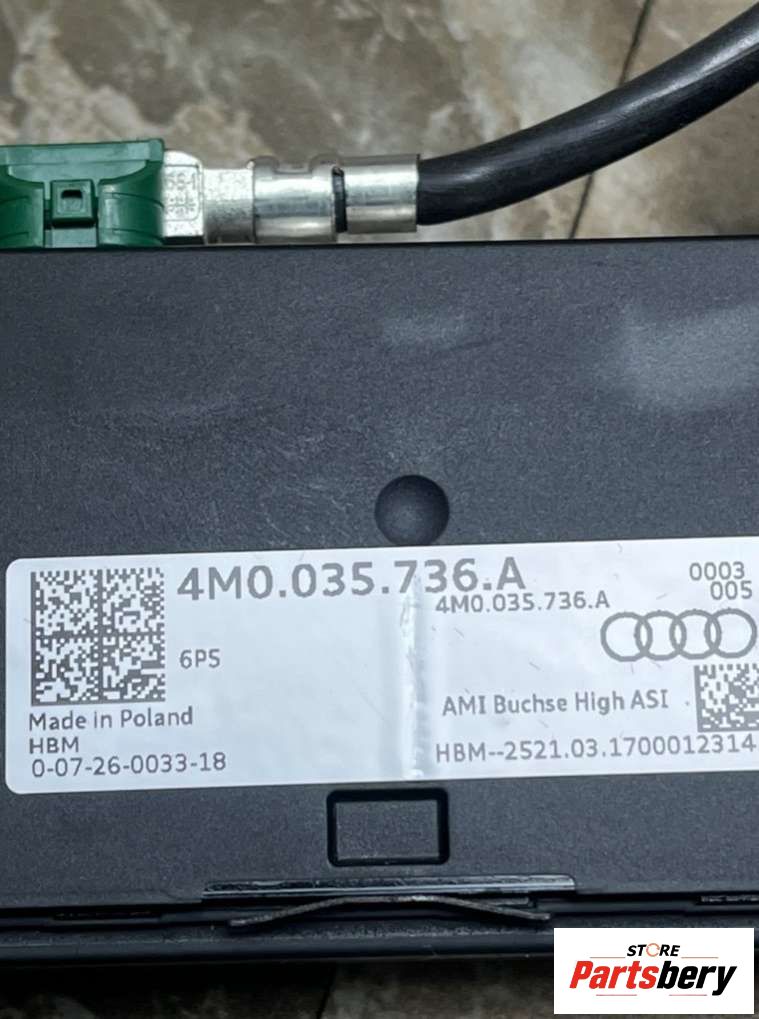 4M0.035.736.A
0003
005
4M0.035.736.A
6PS
AMI Buchse High ASI
Made in Poland
HBM
HBM--2521.03.1700012314
0-07-26-0033-18
STORE
Partsbery